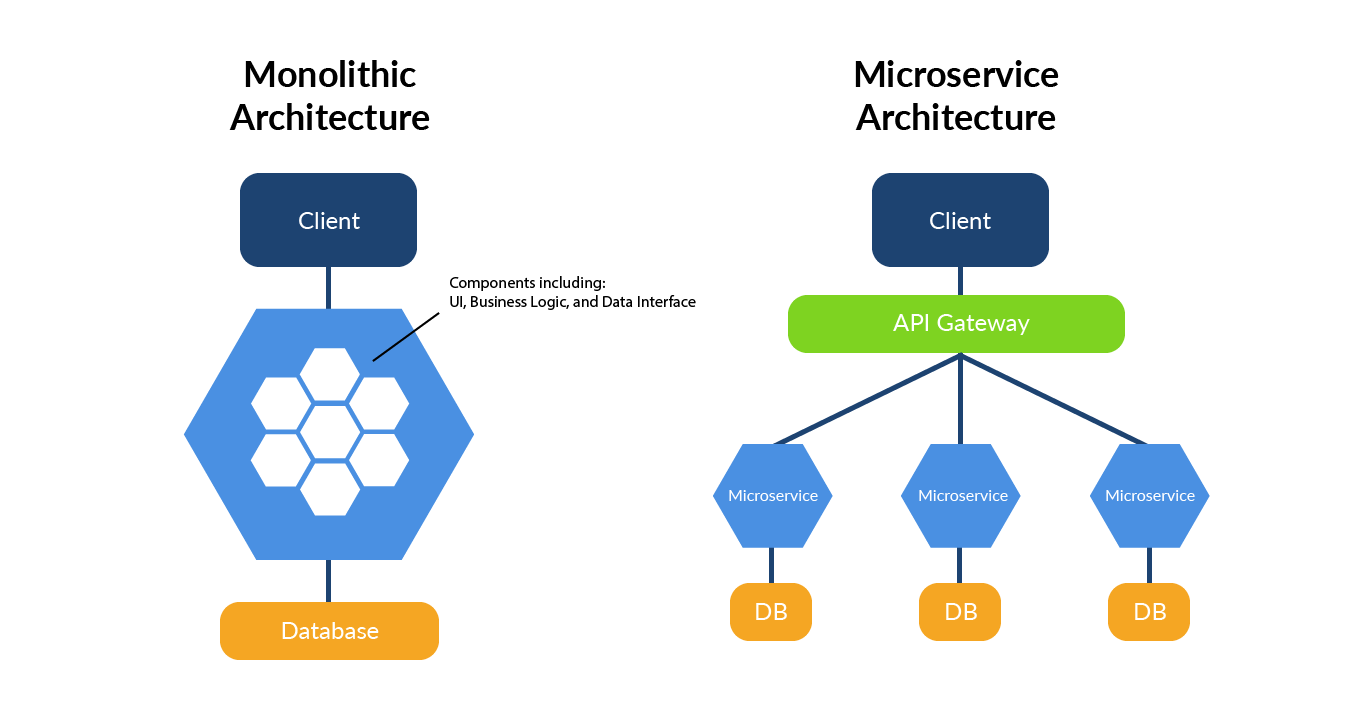 Monolithic
Architecture
Client
Components including:
UI, Business Logic, and Data Interface
Database
Microservice
Architecture
Client
API Gateway
Microservice
Microservice
Microservice
DB
DB
DB